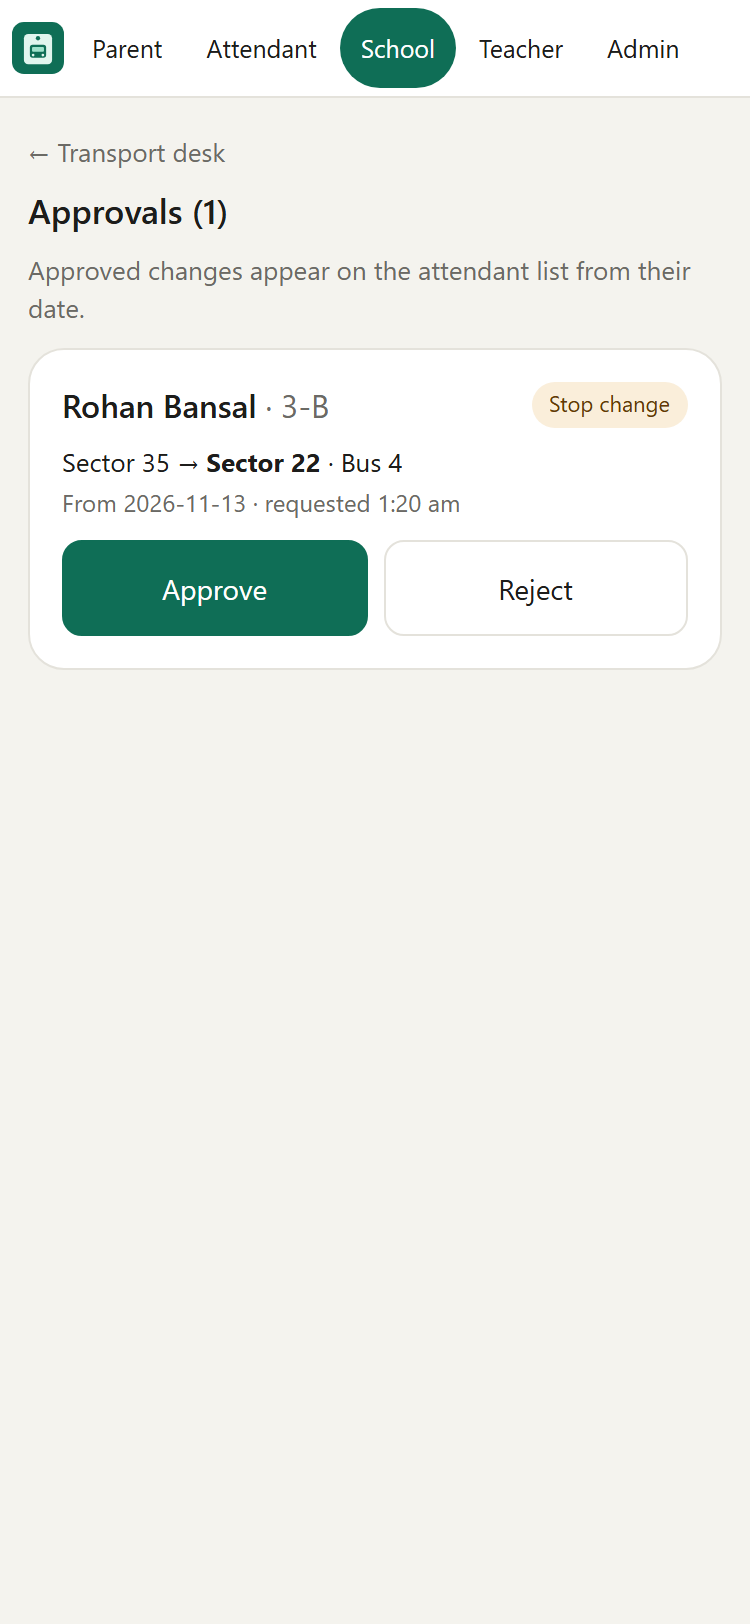 Parent Attendant School Teacher Admin
← Transport desk
Approvals (1)
Approved changes appear on the attendant list from their
date.
Rohan Bansal · 3-B
Stop change
Sector 35 → Sector 22 · Bus 4
From 2026-11-13 · requested 1:20 am
Approve
Reject